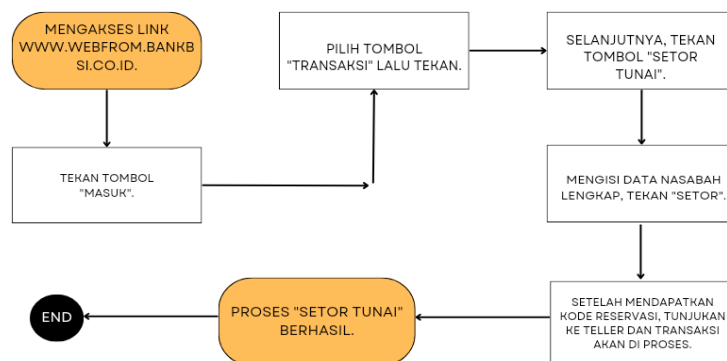 MENGAKSES LINK
WWW.WEBFROM.BANKB
SI.CO.ID.
TEKAN TOMBOL
"MASUK".
PILIH TOMBOL
"TRANSAKSI" LALU TEKAN.
SELANJUTNYA, TEKAN
TOMBOL "SETOR
TUNAI".
MENGISI DATA NASABAH
LENGKAP, TEKAN "SETOR".
SETELAH MENDAPATKAN
KODE RESERVASI, TUNJUKAN
KE TELLER DAN TRANSAKSI
AKAN DI PROSES.
PROSES "SETOR TUNAI"
BERHASIL.
END